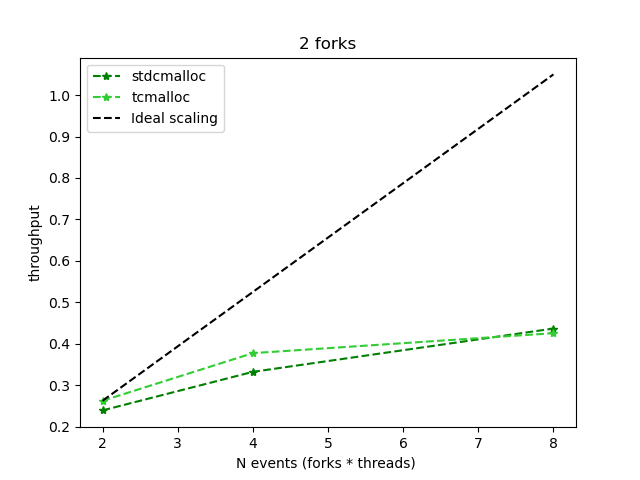 2 forks
stdcmalloc
tcmalloc
Ideal scaling
1.0
0.9
0.8
0.7
0.6
0.5
0.4
0.3
0.2
throughput
2 3 4 5 6 7 8
N events (forks * threads)